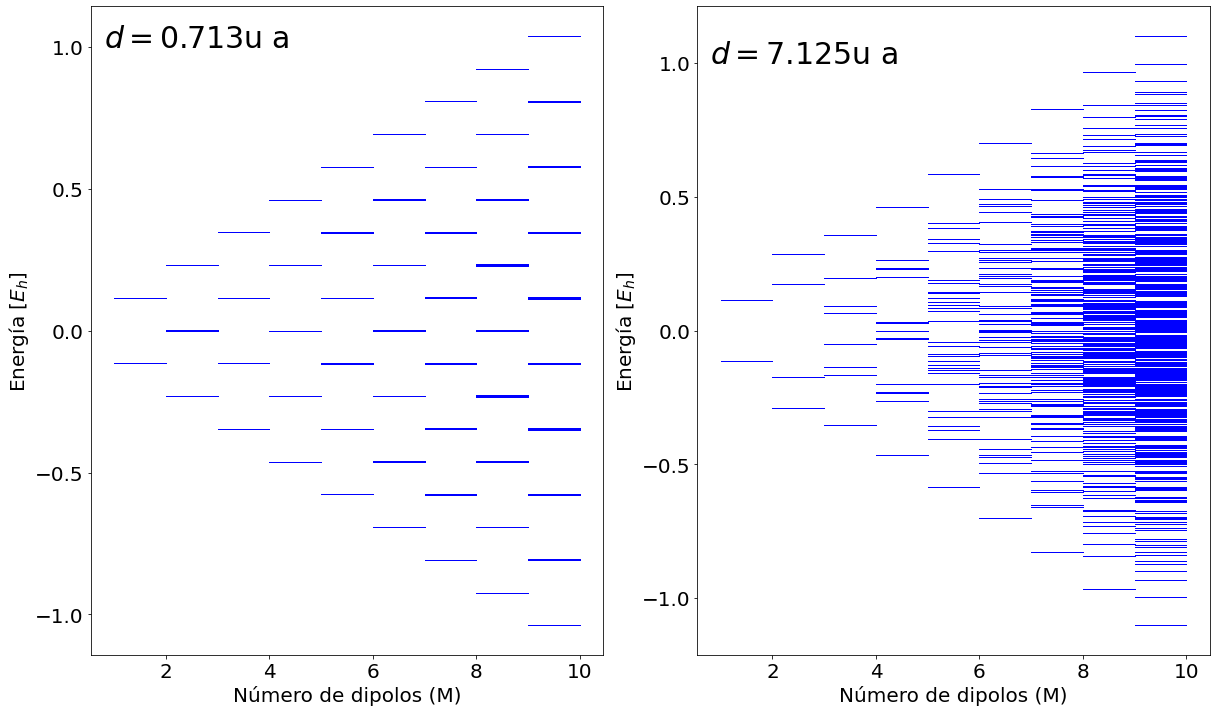 d = 0.713u a
1.0
0.5
0.0
−0.5
−1.0
Energía [E_h]
2 4 6 8 10
Número de dipolos (M)
d = 7.125u a
1.0
0.5
0.0
−0.5
−1.0
Energía [E_h]
2 4 6 8 10
Número de dipolos (M)